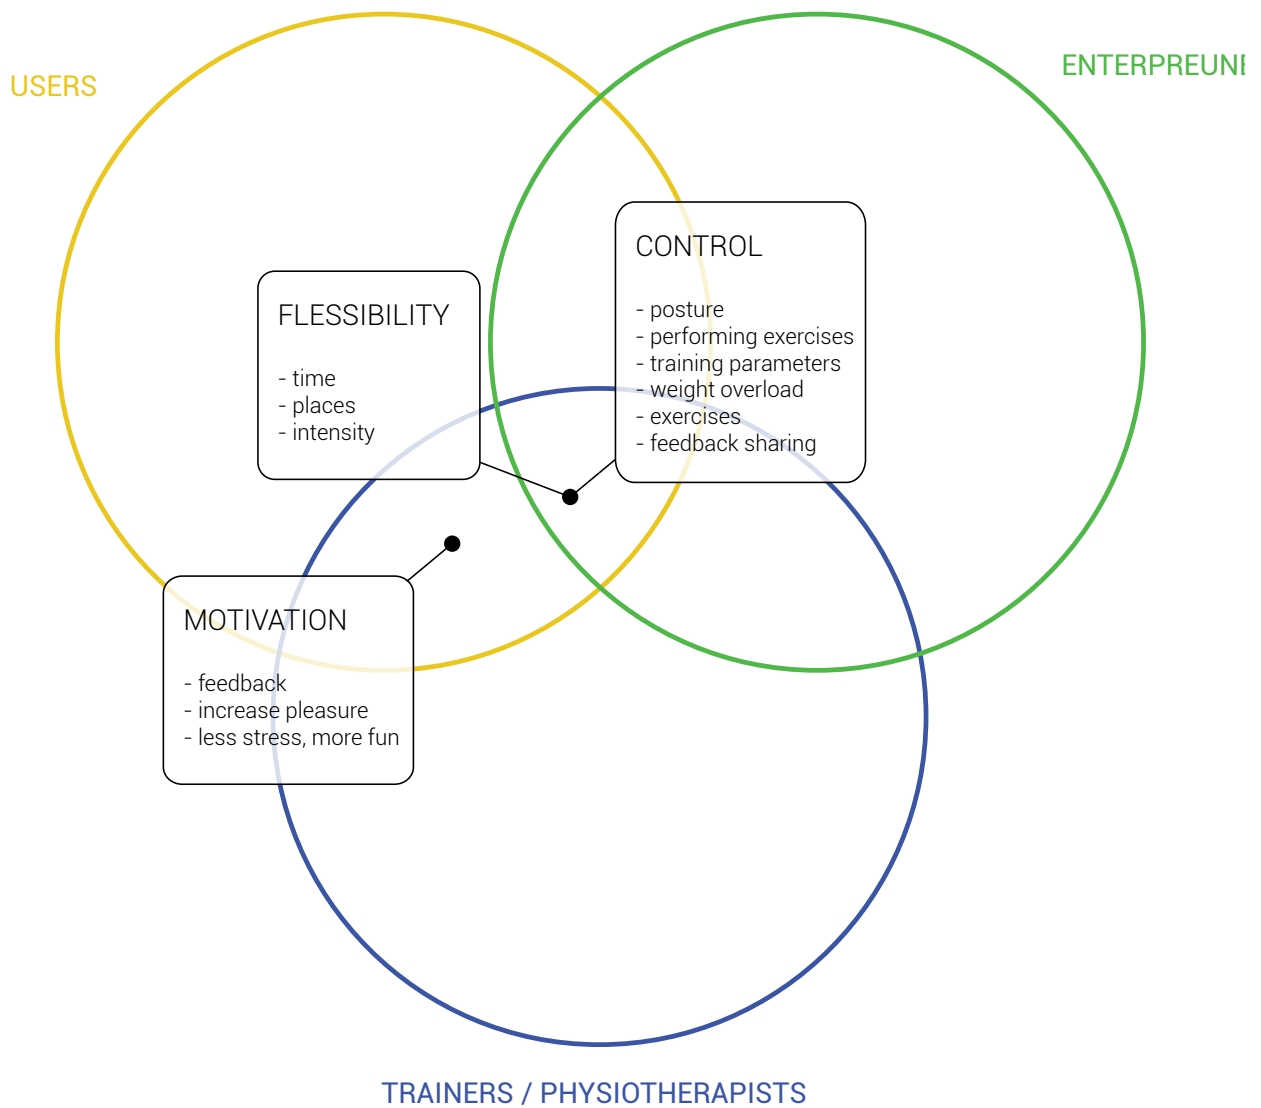 USERS
ENTERPREUNE
CONTROL
- posture
- performing exercises
- training parameters
- weight overload
- exercises
- feedback sharing
FLESSIBILITY
- time
- places
- intensity
MOTIVATION
- feedback
- increase pleasure
- less stress, more fun
TRAINERS / PHYSIOTHERAPISTS